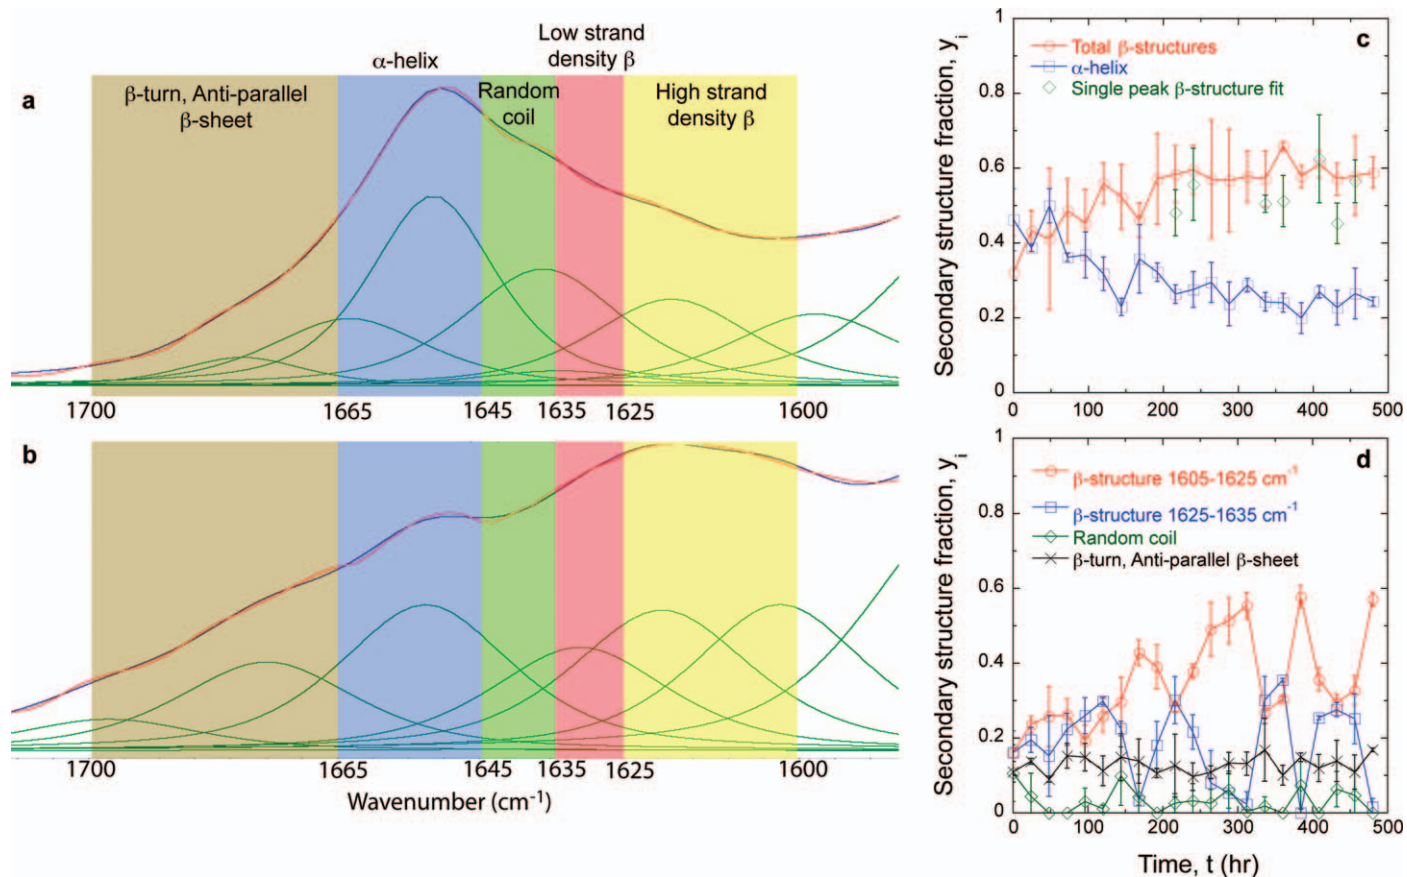 a
β-turn, Anti-parallel
β-sheet
α-helix
Random
coil
Low strand
density β
High strand
density β
1700
1665
1645
1635
1625
1600
b
1700
1665
1645
1635
1625
1600
Wavenumber (cm⁻¹)
c
Total β-structures
α-helix
Single peak β-structure fit
Secondary structure fraction, yᵢ
1
0.8
0.6
0.4
0.2
0
0
100
200
300
400
500
d
β-structure 1605-1625 cm⁻¹
β-structure 1625-1635 cm⁻¹
Random coil
β-turn, Anti-parallel β-sheet
Secondary structure fraction, yᵢ
1
0.8
0.6
0.4
0.2
0
0
100
200
300
400
500
Time, t (hr)